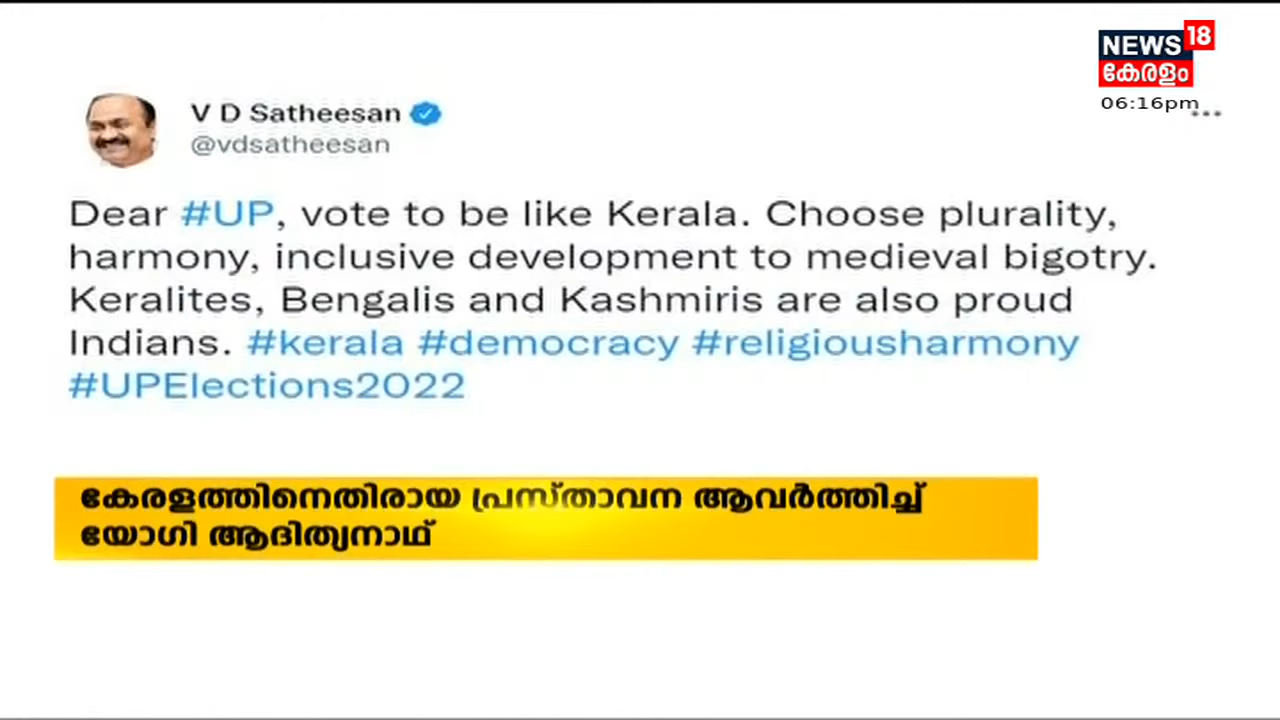 NEWS 18
കേരളം
06:16pm
V D Satheesan
@vdsatheesan
Dear #UP, vote to be like Kerala. Choose plurality,
harmony, inclusive development to medieval bigotry.
Keralites, Bengalis and Kashmiris are also proud
Indians. #kerala #democracy #religiousharmony
#UPElections2022
കേരളത്തിനെതിരായ പ്രസ്താവന ആവർത്തിച്ച്
യോഗി ആദിത്യനാഥ്